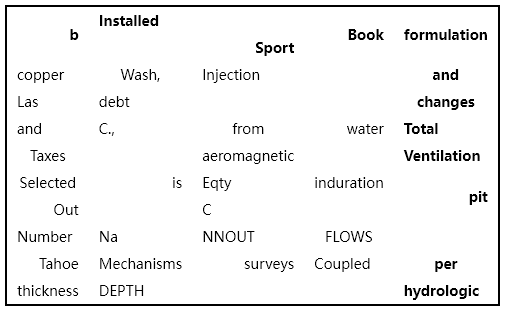 b Installed Sport Book formulation
copper Wash, Injection and
Las debt changes
and C., from water Total
Taxes aeromagnetic Ventilation
Selected is Eqty induration pit
Out C
Number Na NNOUT FLOWS
Tahoe Mechanisms surveys Coupled per
thickness DEPTH hydrologic